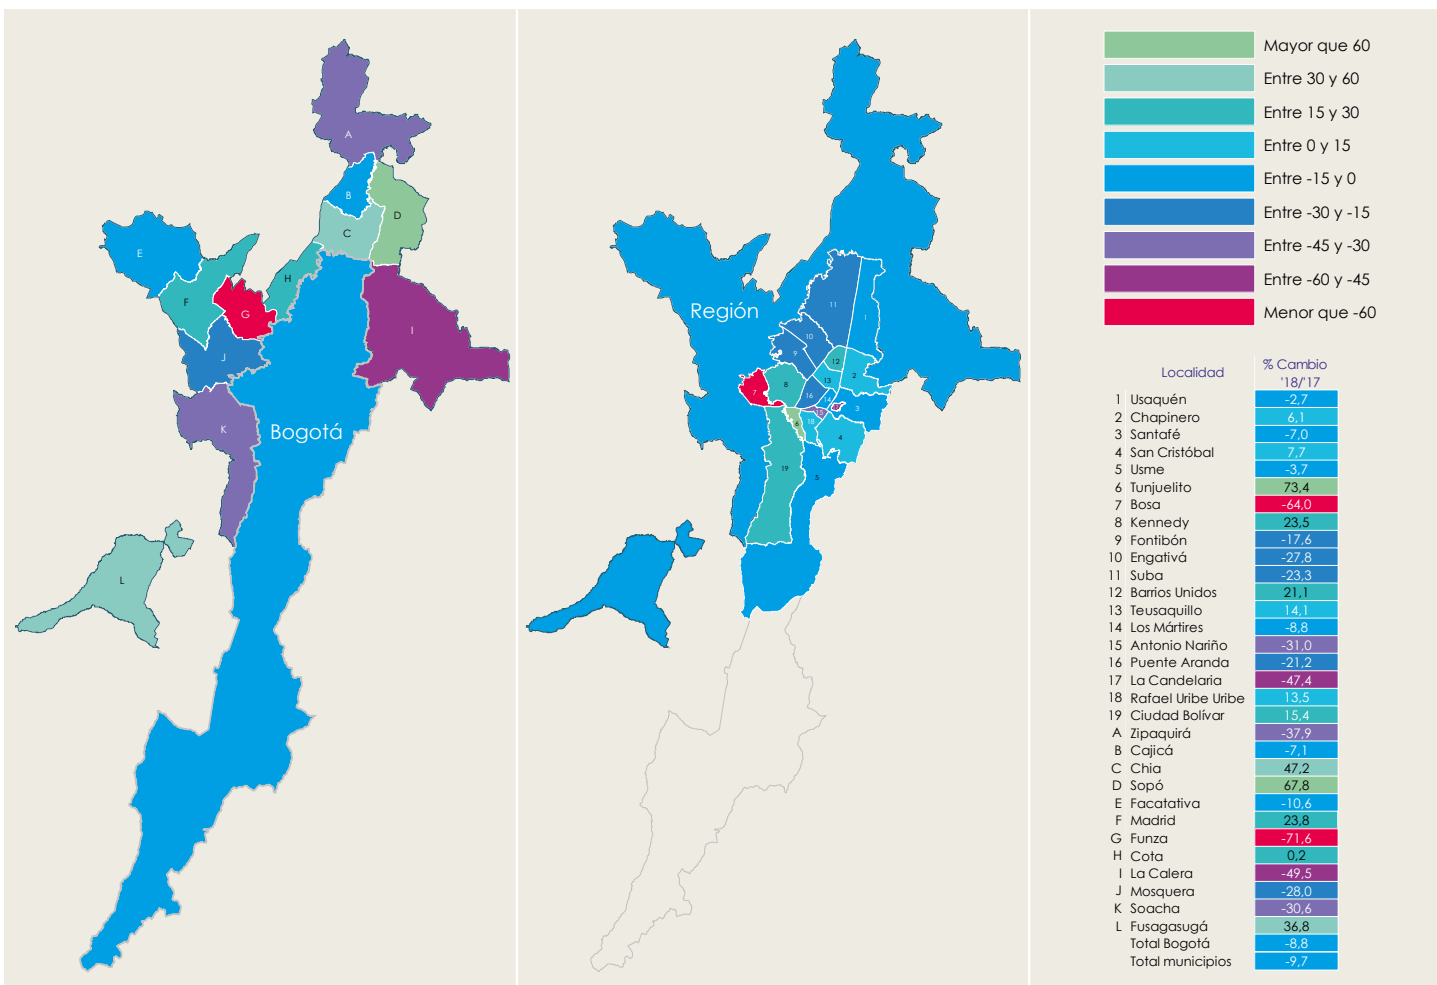 A
B
C
D
E
F
G
H
I
J
K
L
Bogotá
Región
11
1
10
9
12
2
13
8
7
16
14
17
15
3
6
18
4
19
5
Mayor que 60
Entre 30 y 60
Entre 15 y 30
Entre 0 y 15
Entre -15 y 0
Entre -30 y -15
Entre -45 y -30
Entre -60 y -45
Menor que -60
Localidad % Cambio
'18/'17
1 Usaquén -2,7
2 Chapinero 6,1
3 Santafé -7,0
4 San Cristóbal 7,7
5 Usme -3,7
6 Tunjuelito 73,4
7 Bosa -64,0
8 Kennedy 23,5
9 Fontibón -17,6
10 Engativá -27,8
11 Suba -23,3
12 Barrios Unidos 21,1
13 Teusaquillo 14,1
14 Los Mártires -8,8
15 Antonio Nariño -31,0
16 Puente Aranda -21,2
17 La Candelaria -47,4
18 Rafael Uribe Uribe 13,5
19 Ciudad Bolívar 15,4
A Zipaquirá -37,9
B Cajicá -7,1
C Chia 47,2
D Sopó 67,8
E Facatativa -10,6
F Madrid 23,8
G Funza -71,6
H Cota 0,2
I La Calera -49,5
J Mosquera -28,0
K Soacha -30,6
L Fusagasugá 36,8
Total Bogotá -8,8
Total municipios -9,7